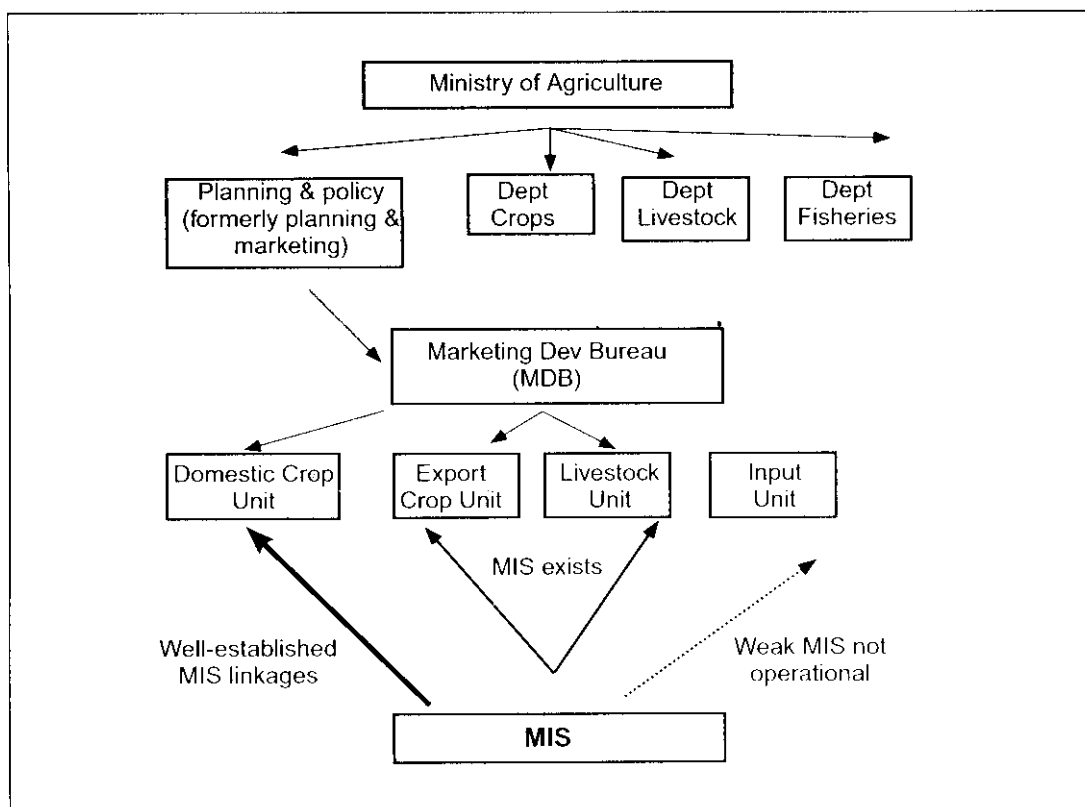 Ministry of Agriculture
Planning & policy
(formerly planning &
marketing)
Dept
Crops
Dept
Livestock
Dept
Fisheries
Marketing Dev Bureau
(MDB)
Domestic Crop
Unit
Export
Crop Unit
Livestock
Unit
Input
Unit
MIS exists
Well-established
MIS linkages
Weak MIS not
operational
MIS